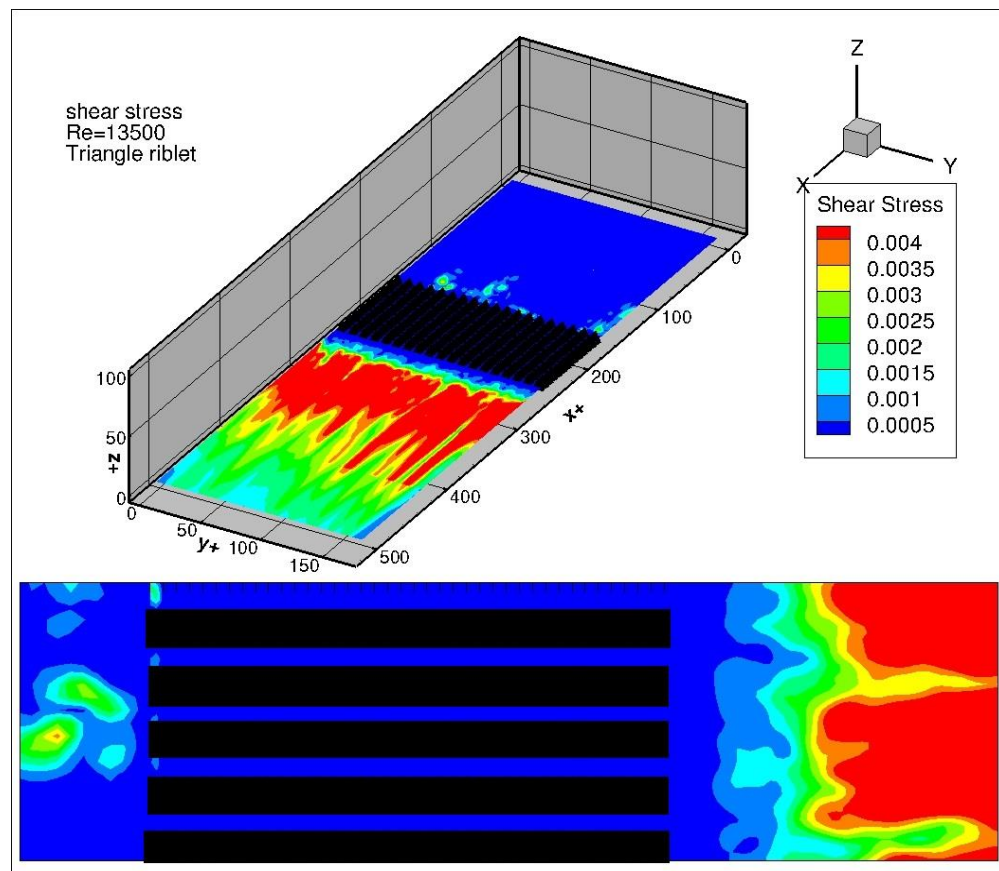 Z
shear stress
Re=13500
Triangle riblet
Y
X
Shear Stress
0.004
0.0035
0.003
0.0025
0.002
0.0015
0.001
0.0005
0
100
200
x+
300
400
500
100
50
z+
0
0
50
y+
100
150